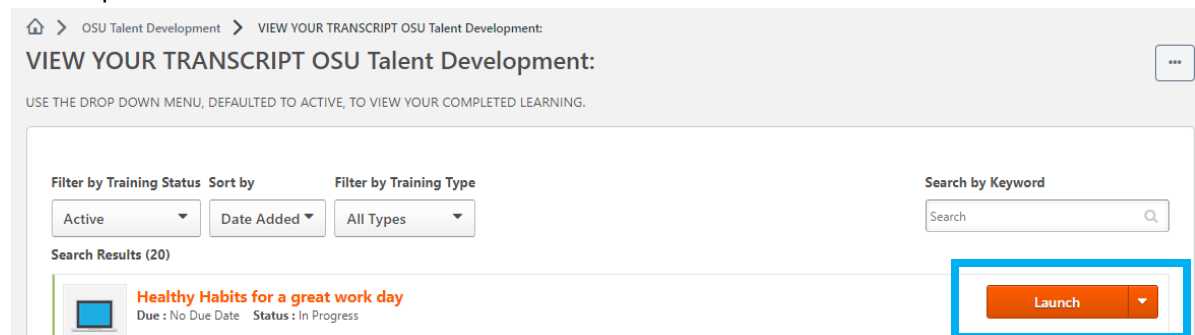 OSU Talent Development > VIEW YOUR TRANSCRIPT OSU Talent Development:
VIEW YOUR TRANSCRIPT OSU Talent Development:
USE THE DROP DOWN MENU, DEFAULTED TO ACTIVE, TO VIEW YOUR COMPLETED LEARNING.
Filter by Training Status Sort by Filter by Training Type Search by Keyword
Active Date Added All Types Search
Search Results (20)
Healthy Habits for a great work day
Due : No Due Date Status : In Progress
Launch